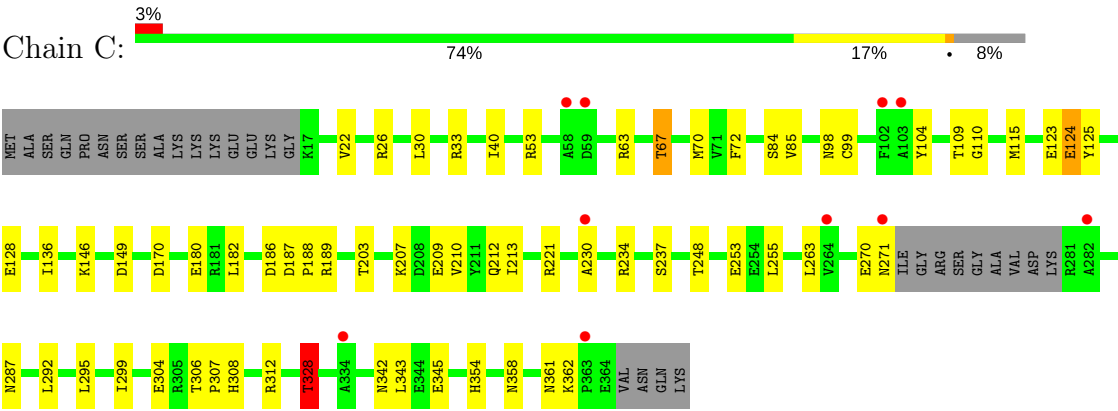 3%
Chain C:
74% 17% • 8%
MET ALA SER GLN PRO ASN SER SER ALA LYS LYS LYS GLU GLU LYS GLY K17 V22 R26 L30 R33 I40 R53 A58 D59 R63 T67 M70 V71 F72 S84 V85 N98 C99 F102 A103 Y104 T109 G110 M115 E123 E124 Y125
E128 I136 K146 D149 D170 E180 R181 L182 D186 D187 P188 R189 T203 K207 D208 E209 V210 Y211 Q212 I213 R221 A230 R234 S237 T248 E253 E254 L255 L263 V264 E270 N271 ILE GLY ARG SER GLY ALA VAL ASP LYS R281 A282
N287 L292 L295 I299 E304 R305 T306 P307 H308 R312 T328 A334 N342 L343 E344 E345 H354 N358 N361 K362 P363 E364 VAL ASN GLN LYS